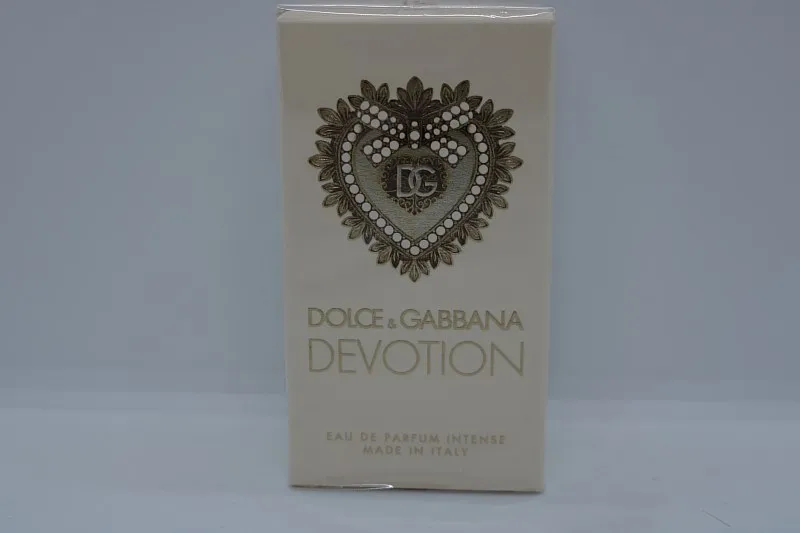 DG
DOLCE & GABBANA
DEVOTION
EAU DE PARFUM INTENSE
MADE IN ITALY